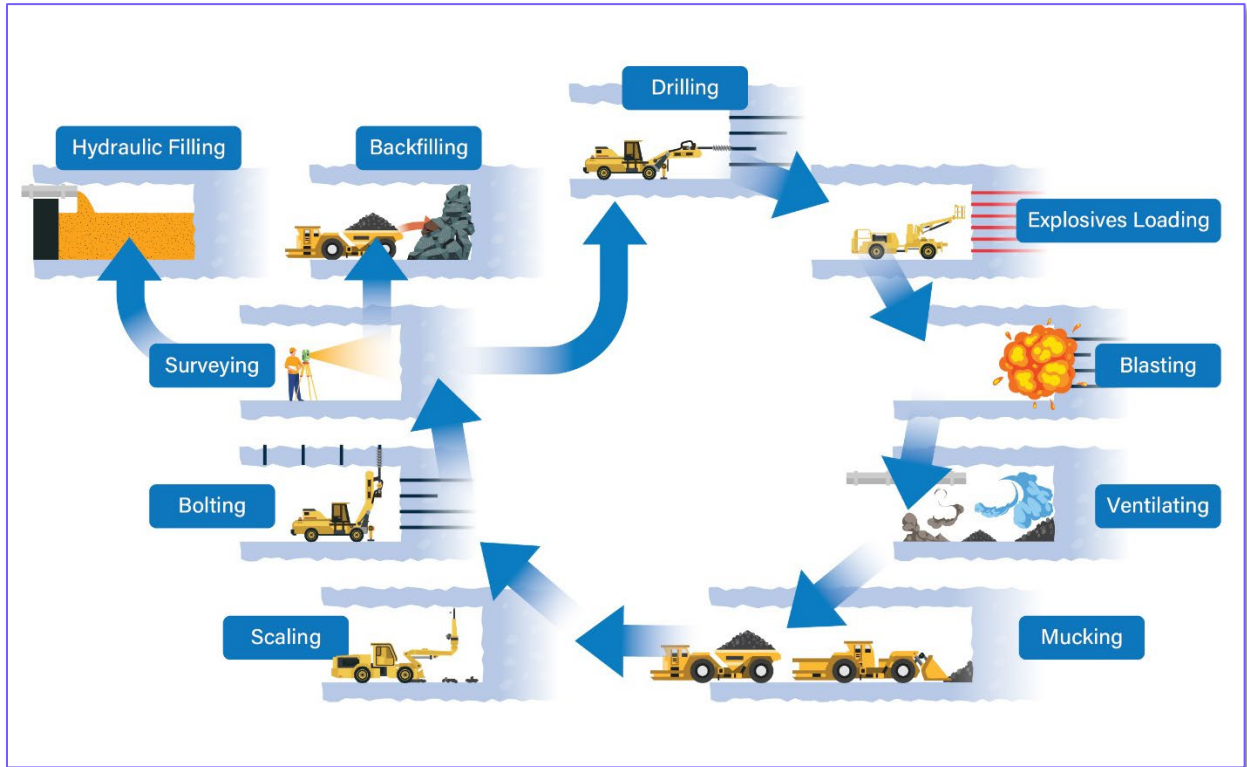 Drilling
Hydraulic Filling
Backfilling
Explosives Loading
Surveying
Blasting
Bolting
Ventilating
Scaling
Mucking